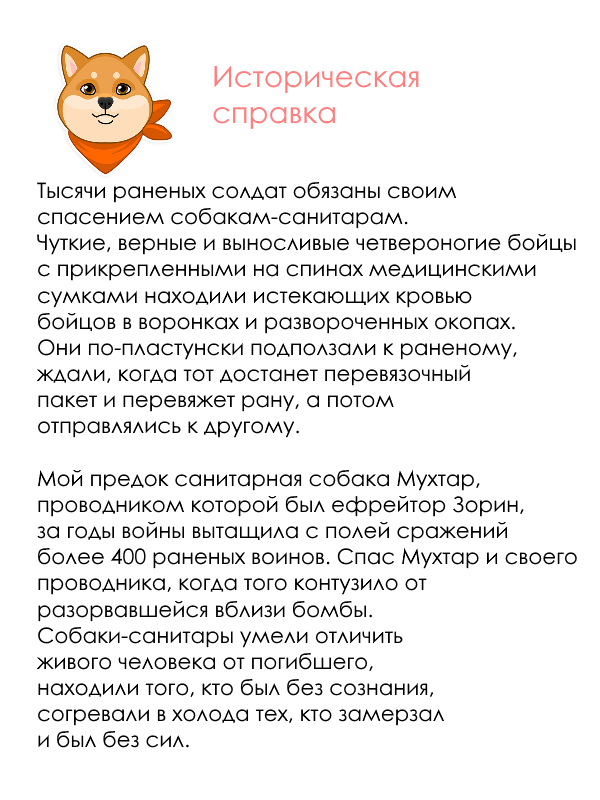 Историческая
справка
Тысячи раненых солдат обязаны своим
спасением собакам-санитарам.
Чуткие, верные и выносливые четвероногие бойцы
с прикрепленными на спинах медицинскими
сумками находили истекающих кровью
бойцов в воронках и развороченных окопах.
Они по-пластунски подползали к раненому,
ждали, когда тот достанет перевязочный
пакет и перевяжет рану, а потом
отправлялись к другому.
Мой предок санитарная собака Мухтар,
проводником которой был ефрейтор Зорин,
за годы войны вытащила с полей сражений
более 400 раненых воинов. Спас Мухтар и своего
проводника, когда того контузило от
разорвавшейся вблизи бомбы.
Собаки-санитары умели отличить
живого человека от погибшего,
находили того, кто был без сознания,
согревали в холода тех, кто замерзал
и был без сил.